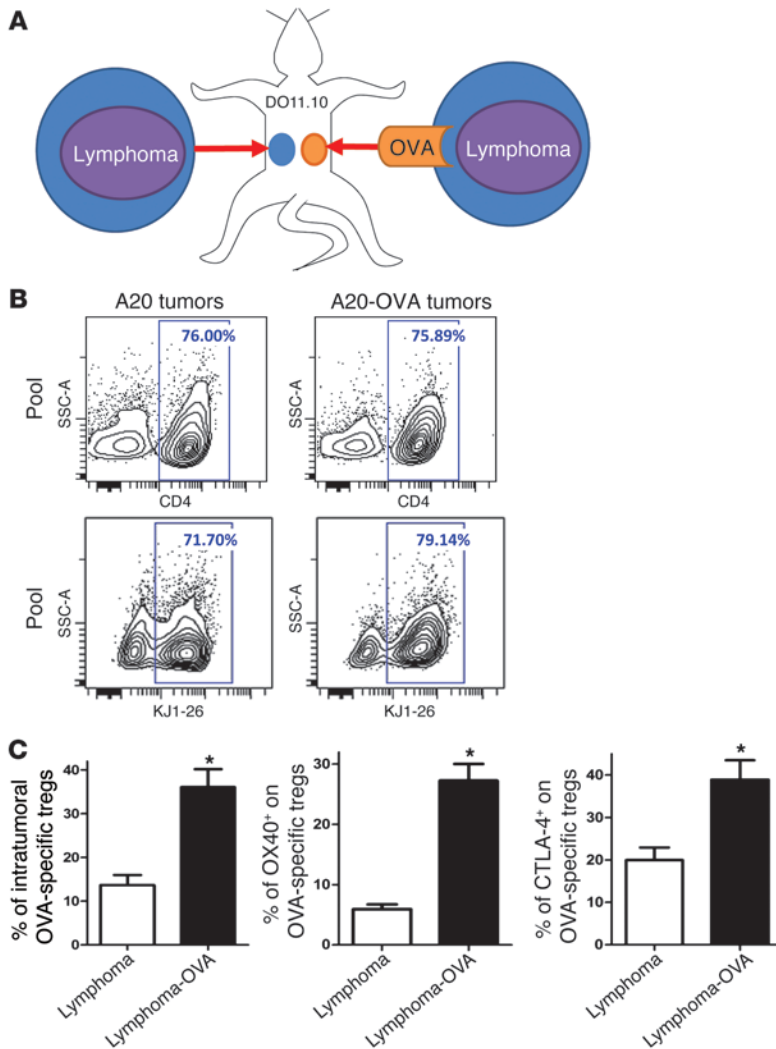 A
DO11.10
Lymphoma
OVA
Lymphoma
B
A20 tumors
A20-OVA tumors
Pool
SSC-A
76.00%
CD4
SSC-A
75.89%
CD4
Pool
SSC-A
71.70%
KJ1-26
SSC-A
79.14%
KJ1-26
C
% of intratumoral
OVA-specific tregs
40
30
20
10
0
*
Lymphoma
Lymphoma-OVA
% of OX40+ on
OVA-specific tregs
30
20
10
0
*
Lymphoma
Lymphoma-OVA
% of CTLA-4+ on
OVA-specific tregs
40
30
20
10
0
*
Lymphoma
Lymphoma-OVA